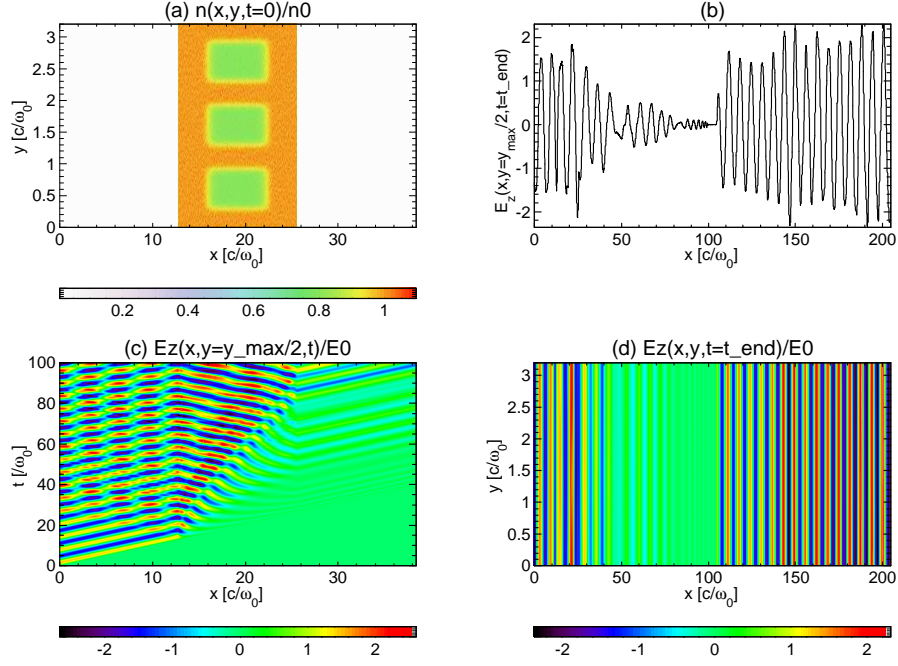 (a) n(x,y,t=0)/n0
y [c/ω₀]
3
2.5
2
1.5
1
0.5
0
0 10 20 30
x [c/ω₀]
0.2 0.4 0.6 0.8 1
(b)
E_z(x,y=y_max/2,t=t_end)
2
1
0
-1
-2
0 50 100 150 200
x [c/ω₀]
(c) Ez(x,y=y_max/2,t)/E0
t [/ω₀]
100
80
60
40
20
0
0 10 20 30
x [c/ω₀]
-2 -1 0 1 2
(d) Ez(x,y,t=t_end)/E0
y [c/ω₀]
3
2.5
2
1.5
1
0.5
0
0 50 100 150 200
x [c/ω₀]
-2 -1 0 1 2